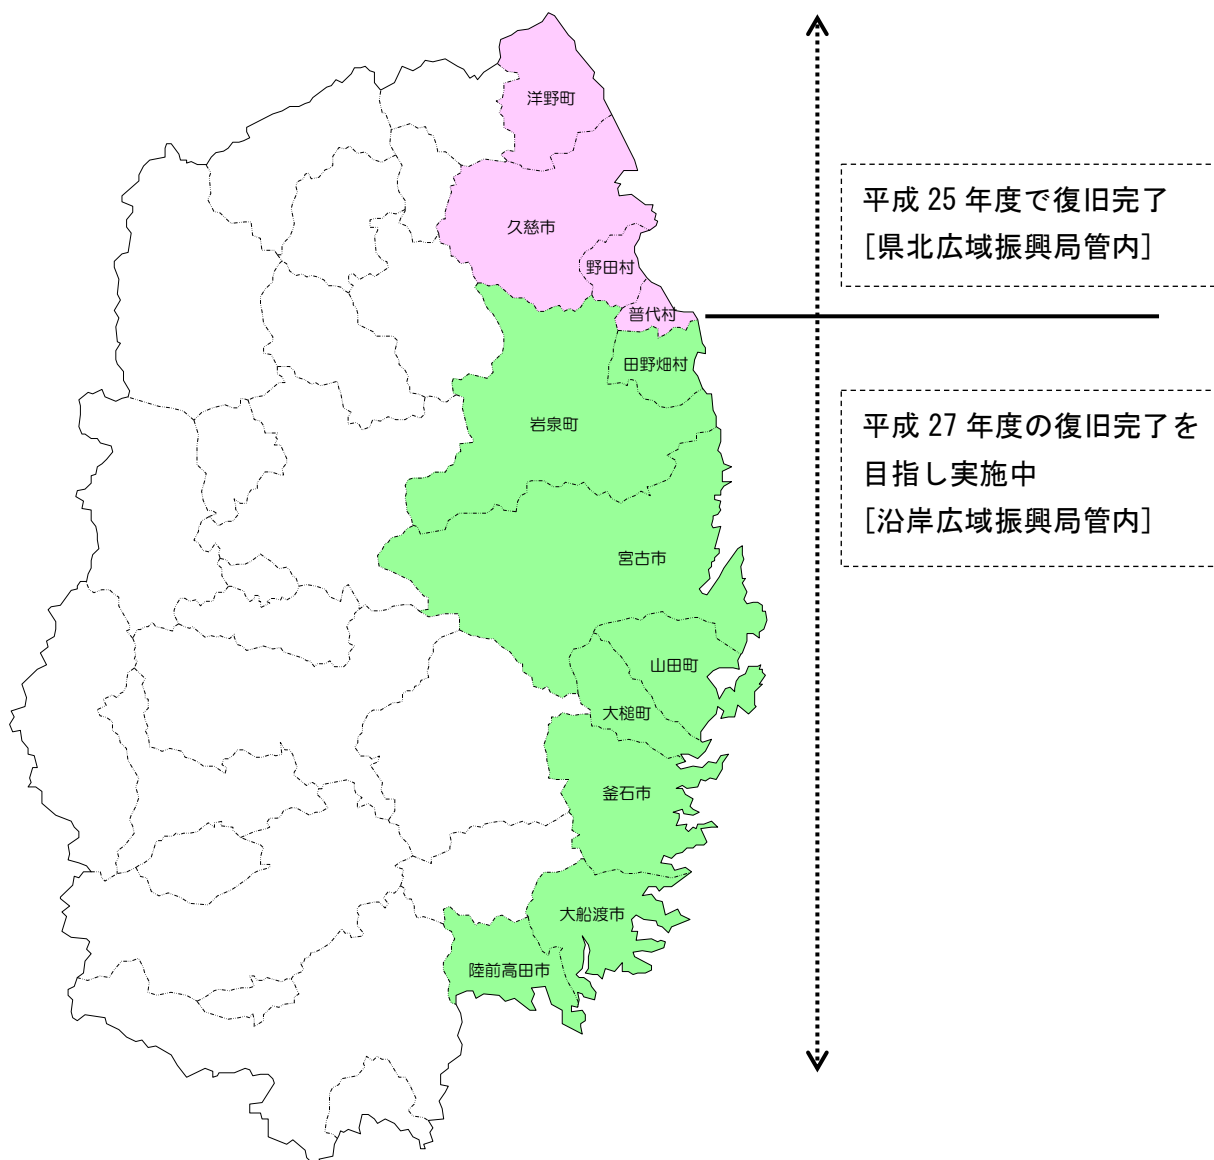 洋野町
久慈市
野田村
普代村
田野畑村
岩泉町
宮古市
山田町
大槌町
釜石市
大船渡市
陸前高田市
平成 25 年度で復旧完了
[県北広域振興局管内]
平成 27 年度の復旧完了を
目指し実施中
[沿岸広域振興局管内]